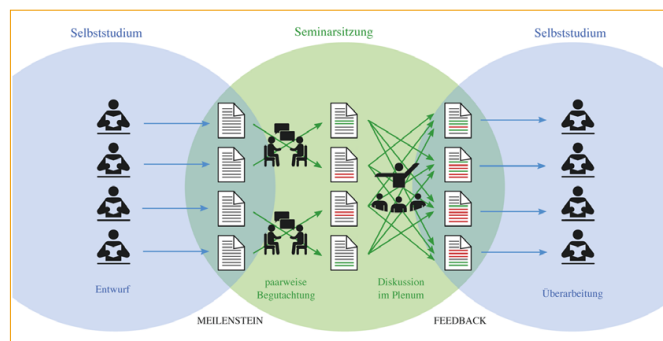 Selbststudium
Seminarsitzung
Selbststudium
Entwurf
paarweise
Begutachtung
Diskussion
im Plenum
Überarbeitung
MEILENSTEIN
FEEDBACK